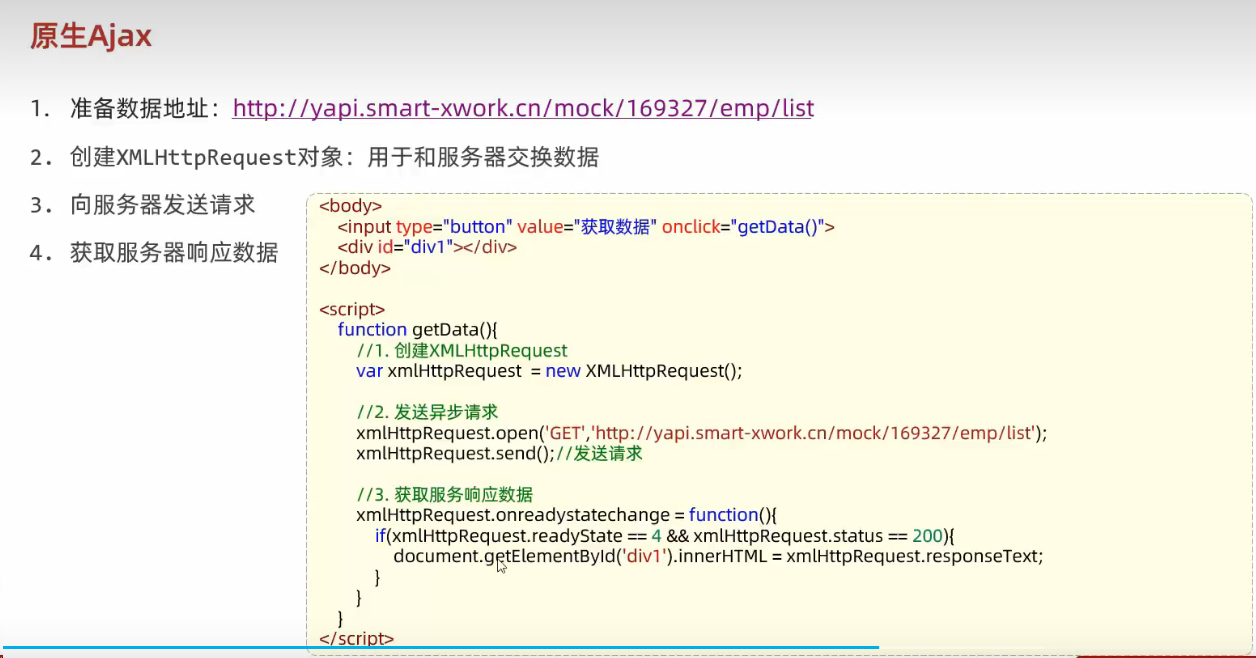 原生Ajax
1. 准备数据地址：http://yapi.smart-xwork.cn/mock/169327/emp/list
2. 创建XMLHttpRequest对象：用于和服务器交换数据
3. 向服务器发送请求
4. 获取服务器响应数据
<body>
<input type="button" value="获取数据" onclick="getData()">
<div id="div1"></div>
</body>
<script>
function getData(){
//1. 创建XMLHttpRequest
var xmlHttpRequest = new XMLHttpRequest();
//2. 发送异步请求
xmlHttpRequest.open('GET','http://yapi.smart-xwork.cn/mock/169327/emp/list');
xmlHttpRequest.send();//发送请求
//3. 获取服务响应数据
xmlHttpRequest.onreadystatechange = function(){
if(xmlHttpRequest.readyState == 4 && xmlHttpRequest.status == 200){
document.getElementById('div1').innerHTML = xmlHttpRequest.responseText;
}
}
}
</script>